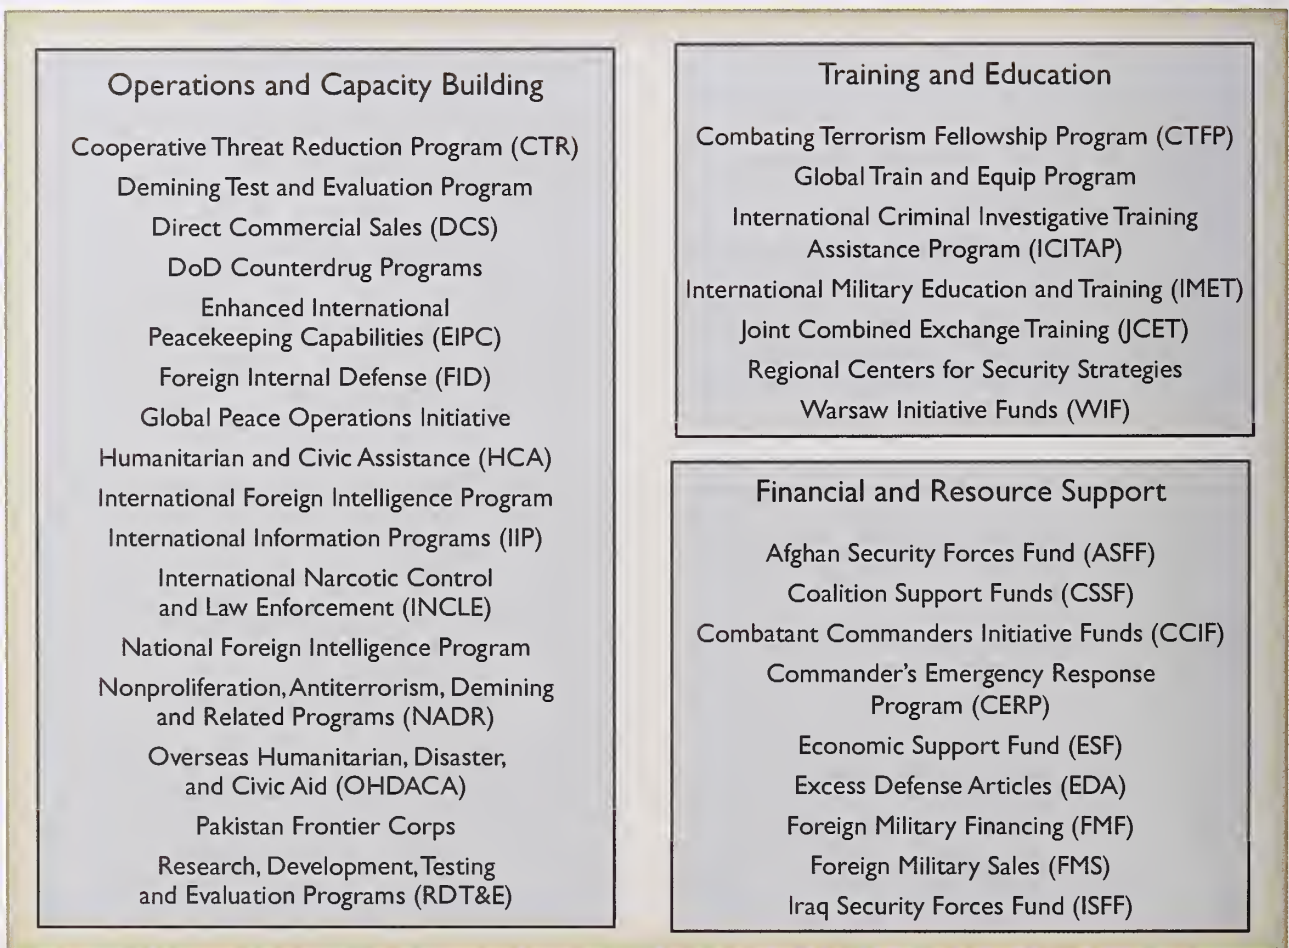 Operations and Capacity Building
Cooperative Threat Reduction Program (CTR)
Demining Test and Evaluation Program
Direct Commercial Sales (DCS)
DoD Counterdrug Programs
Enhanced International
Peacekeeping Capabilities (EIPC)
Foreign Internal Defense (FID)
Global Peace Operations Initiative
Humanitarian and Civic Assistance (HCA)
International Foreign Intelligence Program
International Information Programs (IIP)
International Narcotic Control
and Law Enforcement (INCLE)
National Foreign Intelligence Program
Nonproliferation, Antiterrorism, Demining
and Related Programs (NADR)
Overseas Humanitarian, Disaster,
and Civic Aid (OHDACA)
Pakistan Frontier Corps
Research, Development, Testing
and Evaluation Programs (RDT&E)
Training and Education
Combating Terrorism Fellowship Program (CTFP)
Global Train and Equip Program
International Criminal Investigative Training
Assistance Program (ICITAP)
International Military Education and Training (IMET)
Joint Combined Exchange Training (JCET)
Regional Centers for Security Strategies
Warsaw Initiative Funds (WIF)
Financial and Resource Support
Afghan Security Forces Fund (ASFF)
Coalition Support Funds (CSSF)
Combatant Commanders Initiative Funds (CCIF)
Commander's Emergency Response
Program (CERP)
Economic Support Fund (ESF)
Excess Defense Articles (EDA)
Foreign Military Financing (FMF)
Foreign Military Sales (FMS)
Iraq Security Forces Fund (ISFF)